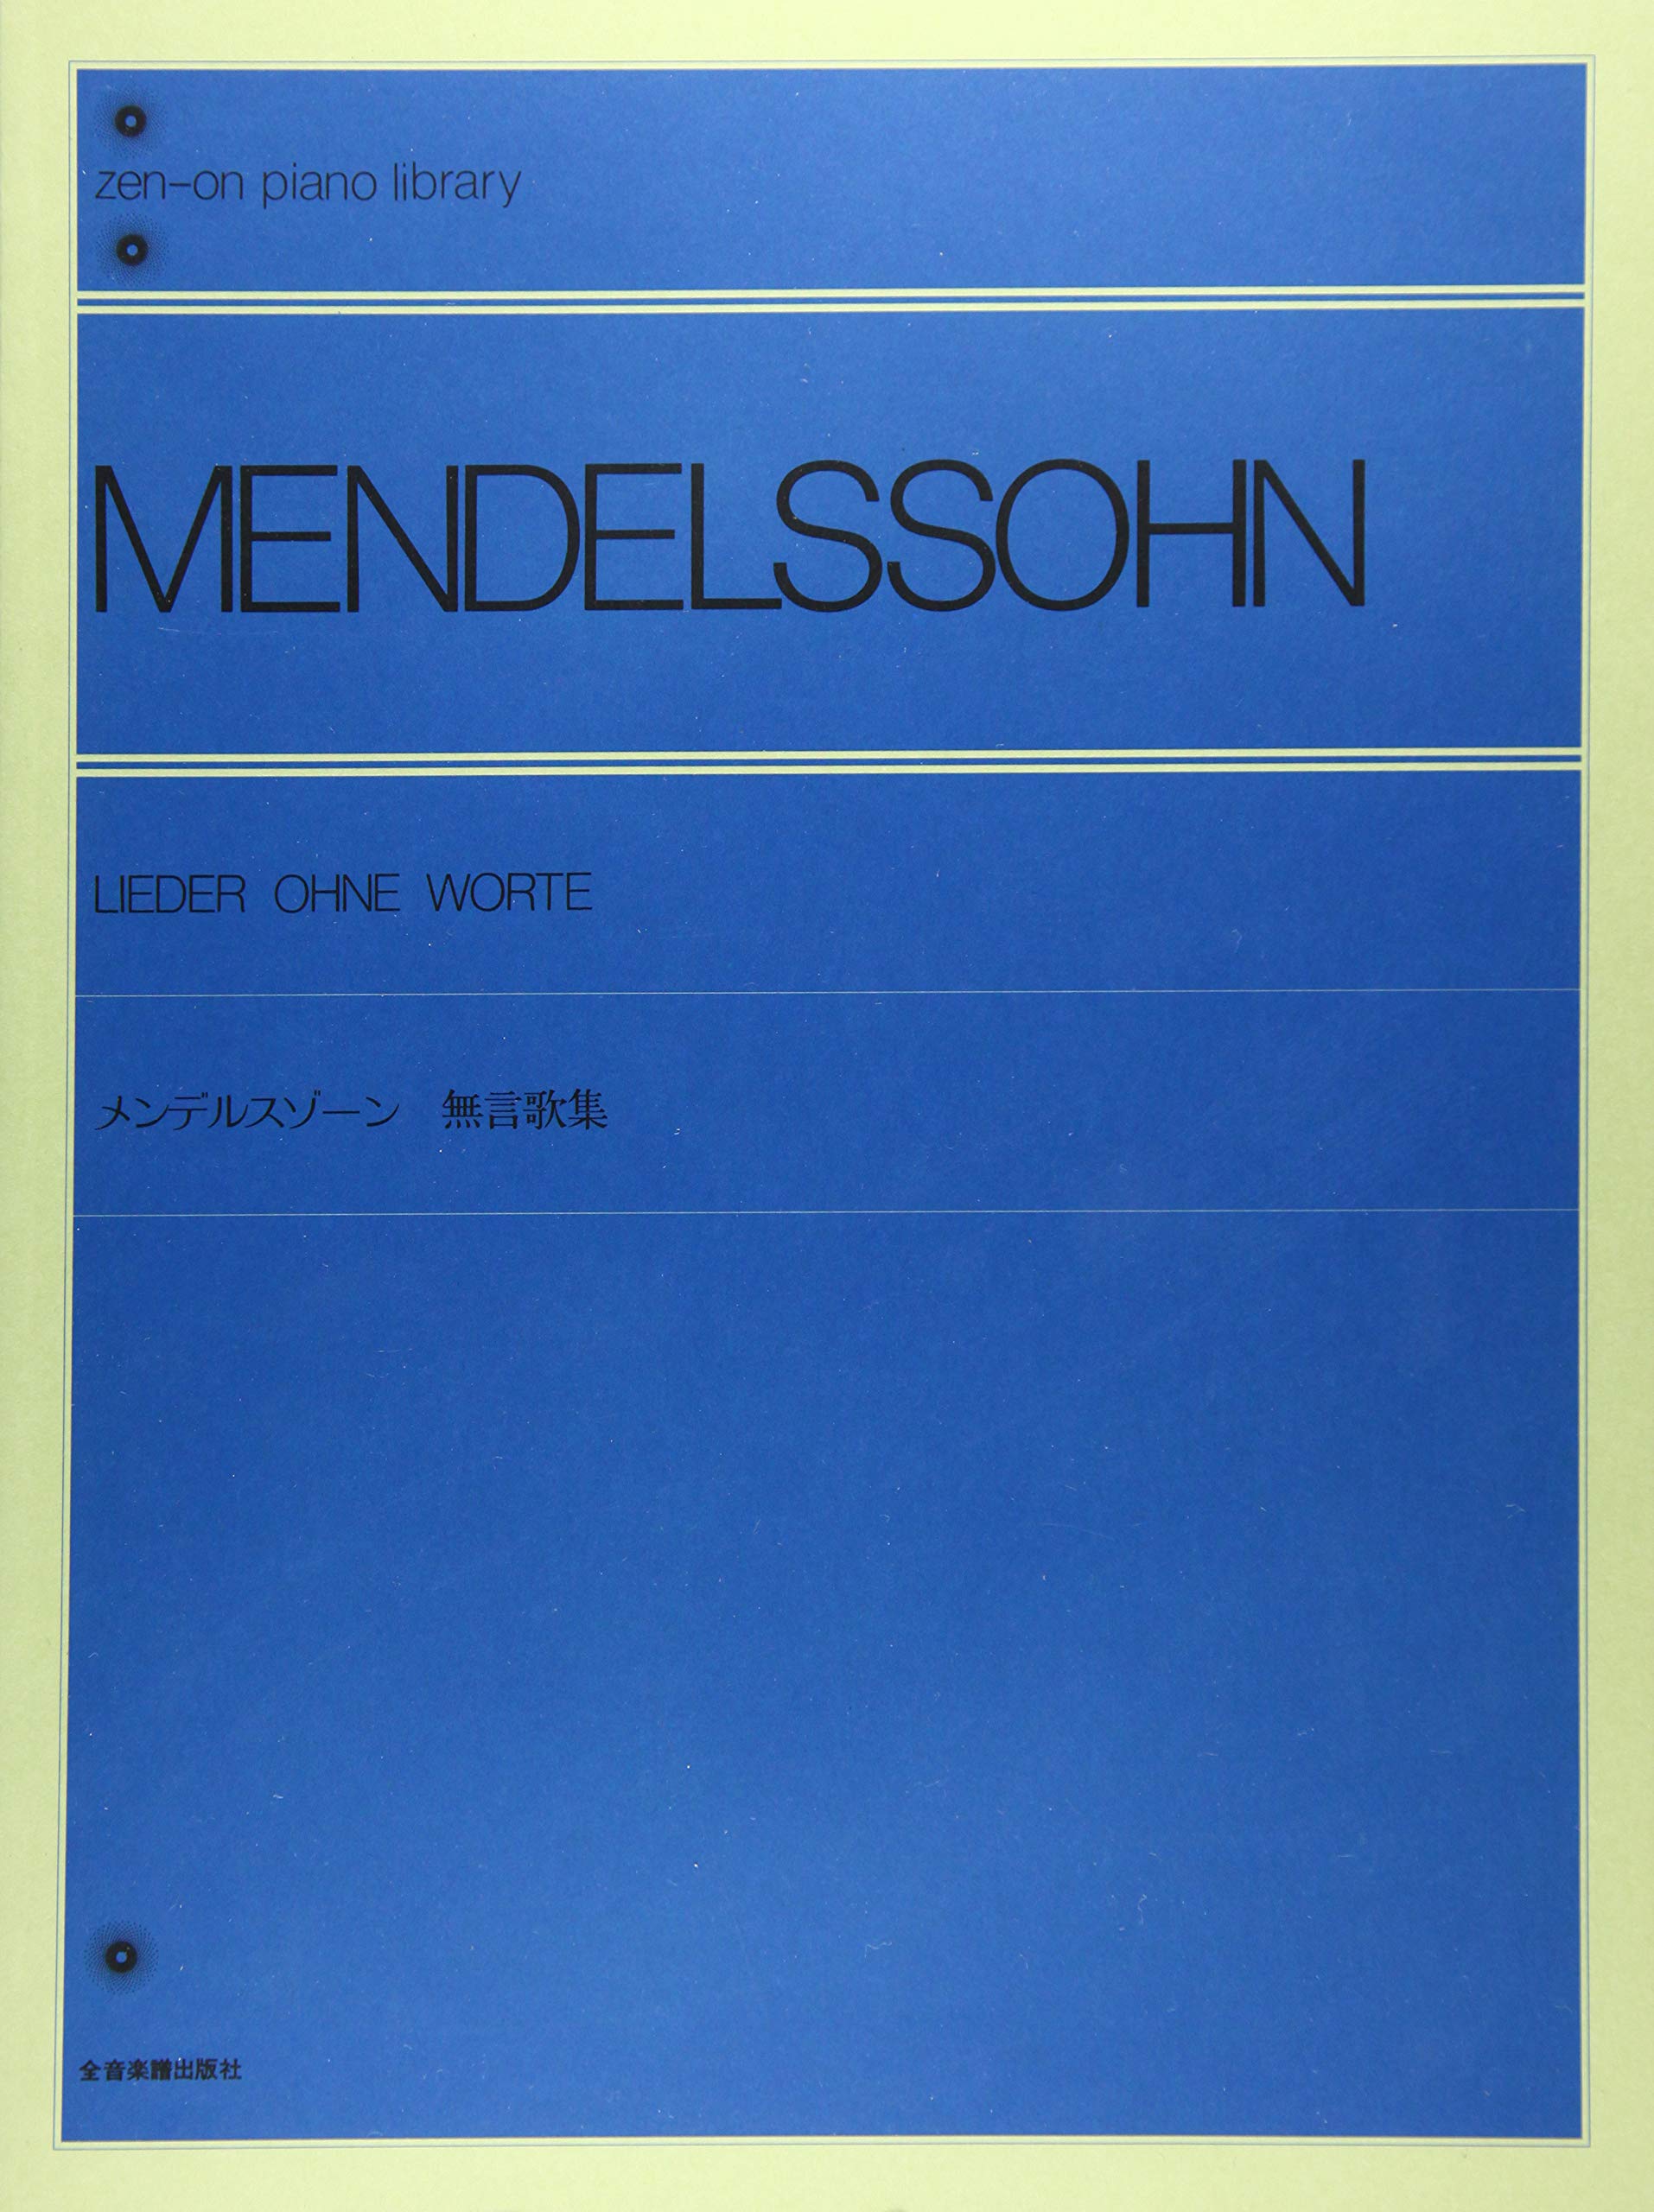 zen-on piano library
MENDELSSOHN
LIEDER OHNE WORTE
メンデルスゾーン 無言歌集
全音楽譜出版社